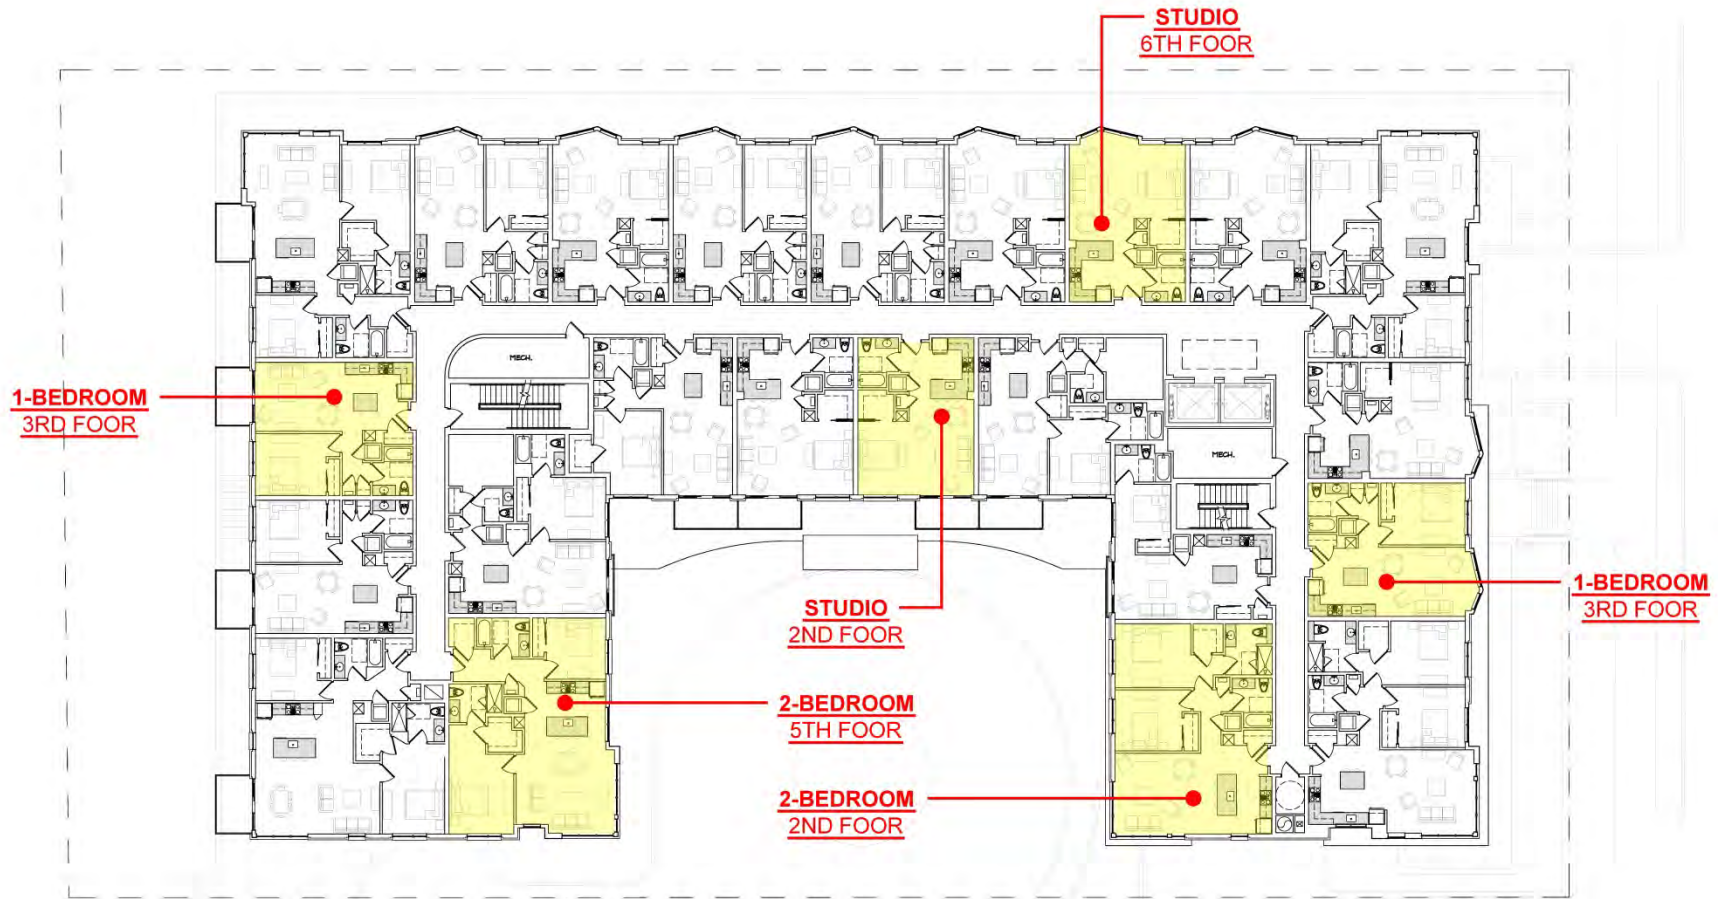 STUDIO
6TH FOOR
MECH.
1-BEDROOM
3RD FOOR
MECH.
STUDIO
2ND FOOR
1-BEDROOM
3RD FOOR
2-BEDROOM
5TH FOOR
2-BEDROOM
2ND FOOR